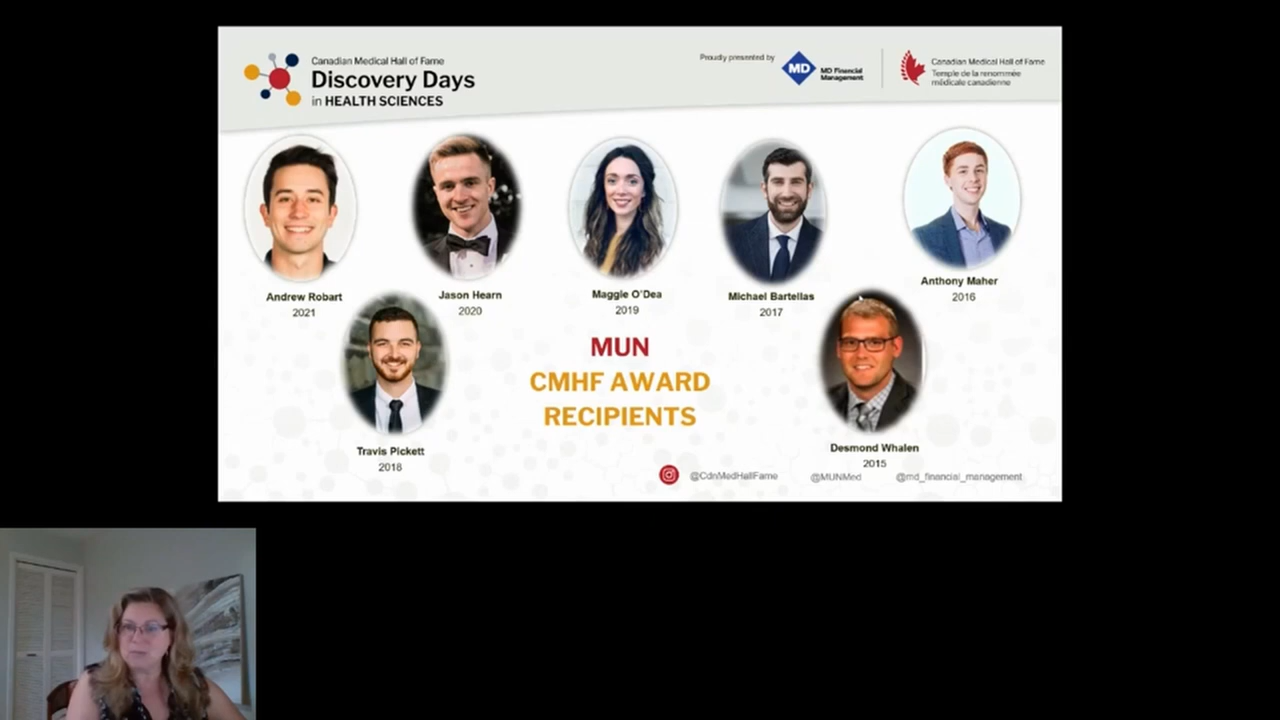 Canadian Medical Hall of Fame
Discovery Days
in HEALTH SCIENCES
Proudly presented by
MD
MD Financial
Management
Canadian Medical Hall of Fame
Temple de la renommée
médicale canadienne
Andrew Robart
2021
Jason Hearn
2020
Maggie O'Dea
2019
Michael Bartellas
2017
Anthony Maher
2016
Travis Pickett
2018
MUN
CMHF AWARD
RECIPIENTS
Desmond Whalen
2015
@CdnMedHallFame
@MUNMed
@md_financial_management